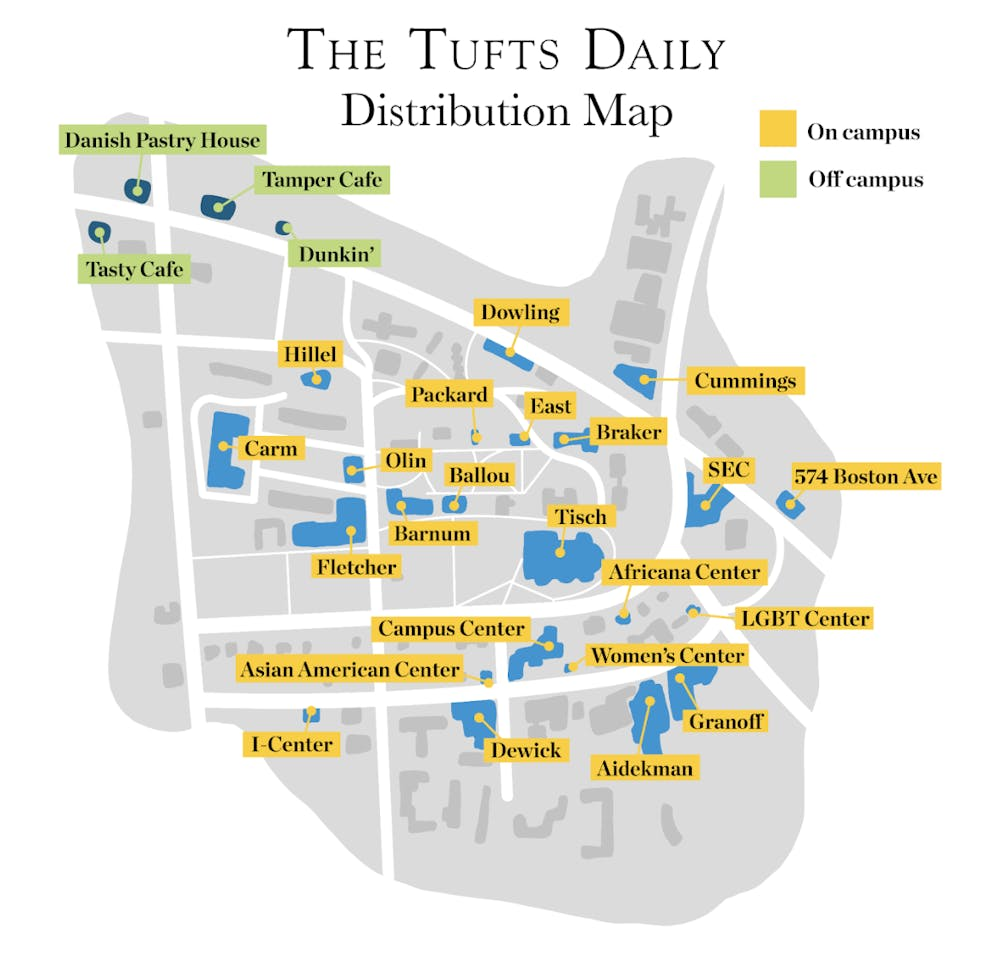 THE TUFTS DAILY
Distribution Map
On campus
Off campus
Danish Pastry House
Tamper Cafe
Dunkin’
Tasty Cafe
Dowling
Hillel
Cummings
Packard
East
Braker
Carm
Olin
Ballou
SEC
574 Boston Ave
Barnum
Tisch
Fletcher
Africana Center
LGBT Center
Campus Center
Women’s Center
Asian American Center
Granoff
I-Center
Dewick
Aidekman